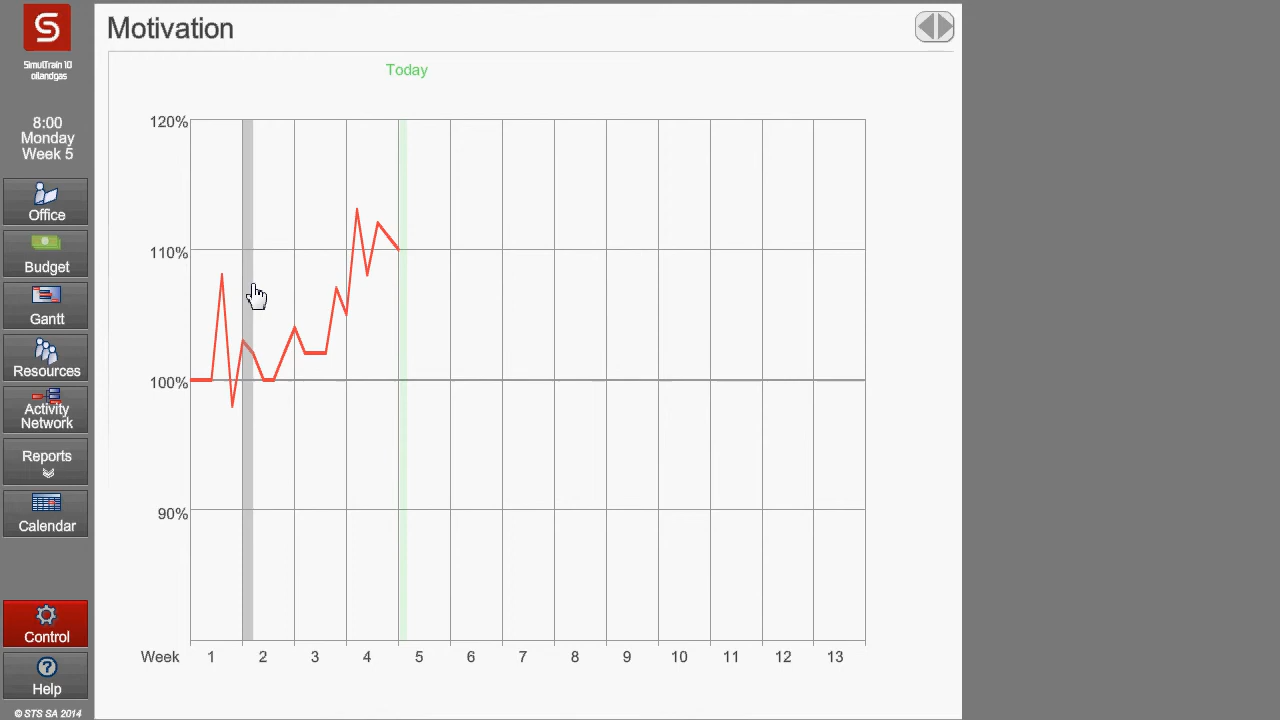 S
SimulTrain 10
oilandgas
8:00
Monday
Week 5
Office
Budget
Gantt
Resources
Activity
Network
Reports
Calendar
Control
Help
© STS SA 2014
Motivation
Today
120%
110%
100%
90%
Week 1 2 3 4 5 6 7 8 9 10 11 12 13